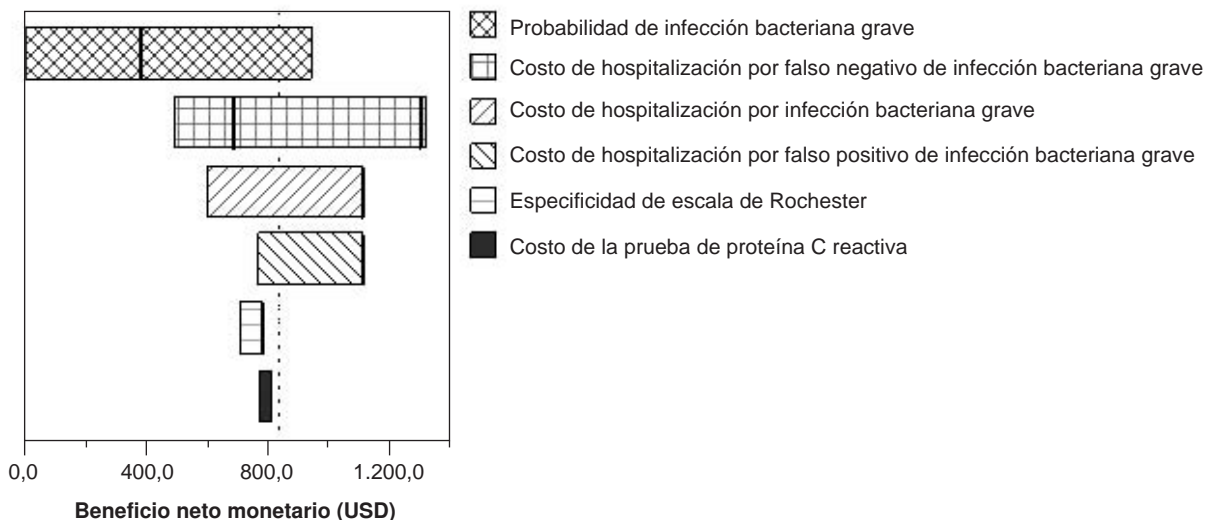 Probabilidad de infección bacteriana grave
Costo de hospitalización por falso negativo de infección bacteriana grave
Costo de hospitalización por infección bacteriana grave
Costo de hospitalización por falso positivo de infección bacteriana grave
Especificidad de escala de Rochester
Costo de la prueba de proteína C reactiva
0,0 400,0 800,0 1.200,0
Beneficio neto monetario (USD)